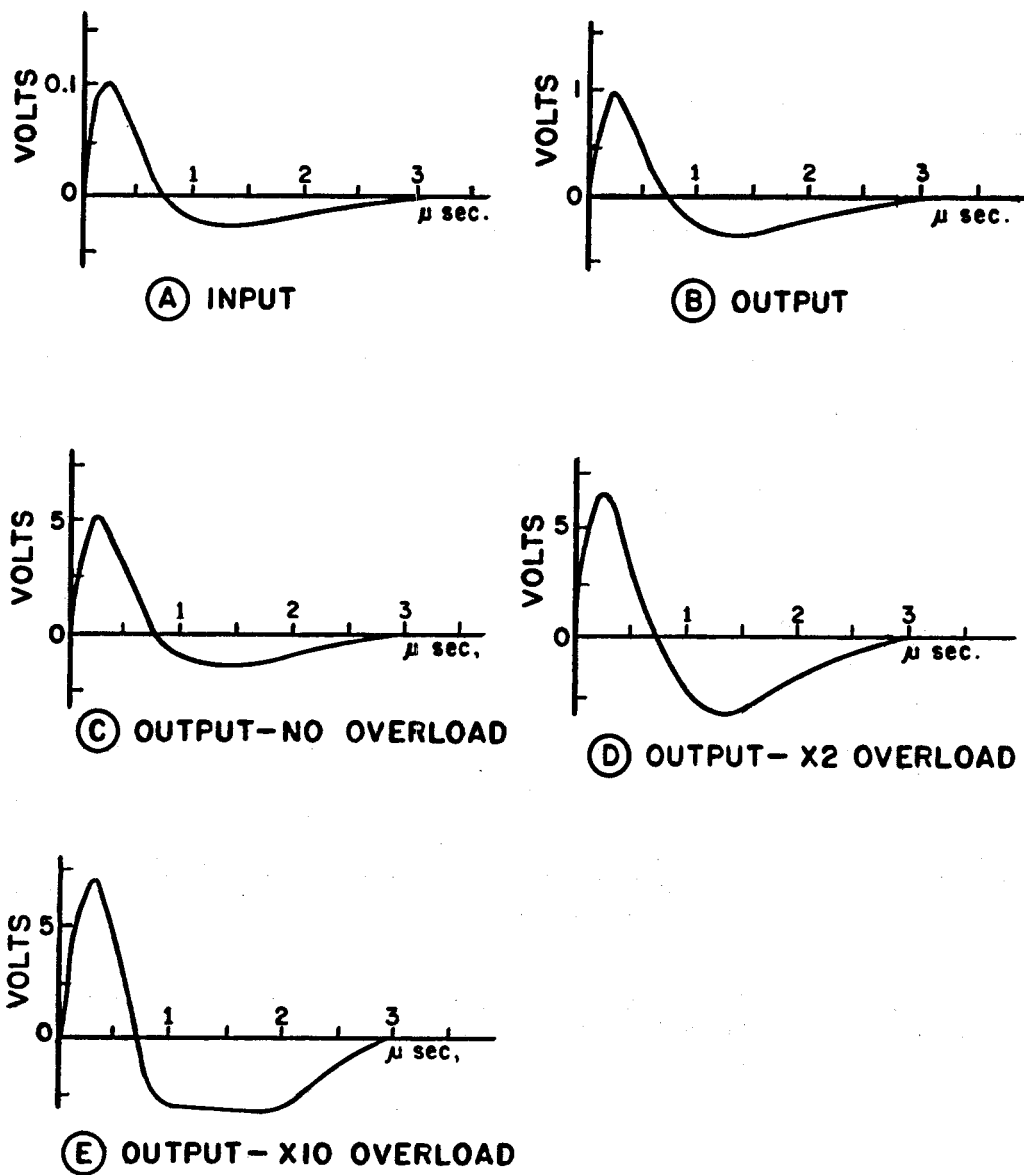 VOLTS
0.1
0
1 2 3
μ sec.
A INPUT
VOLTS
1
0
1 2 3
μ sec.
B OUTPUT
VOLTS
5
0
1 2 3
μ sec,
C OUTPUT-NO OVERLOAD
VOLTS
5
0
1 2 3
μ sec.
D OUTPUT- X2 OVERLOAD
VOLTS
5
0
1 2 3
μ sec,
E OUTPUT- X10 OVERLOAD